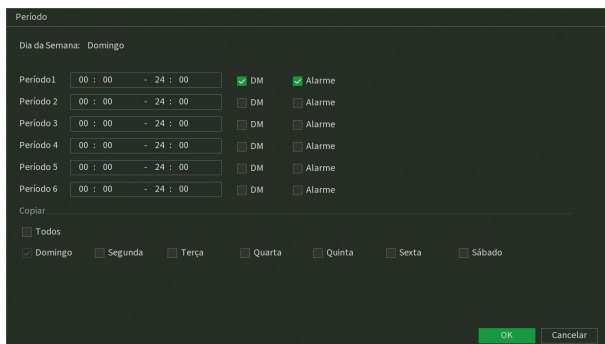 Período
Dia da Semana: Domingo
Período1 00 : 00 - 24 : 00 DM Alarme
Período 2 00 : 00 - 24 : 00 DM Alarme
Período 3 00 : 00 - 24 : 00 DM Alarme
Período 4 00 : 00 - 24 : 00 DM Alarme
Período 5 00 : 00 - 24 : 00 DM Alarme
Período 6 00 : 00 - 24 : 00 DM Alarme
Copiar
Todos
Domingo Segunda Terça Quarta Quinta Sexta Sábado
OK Cancelar